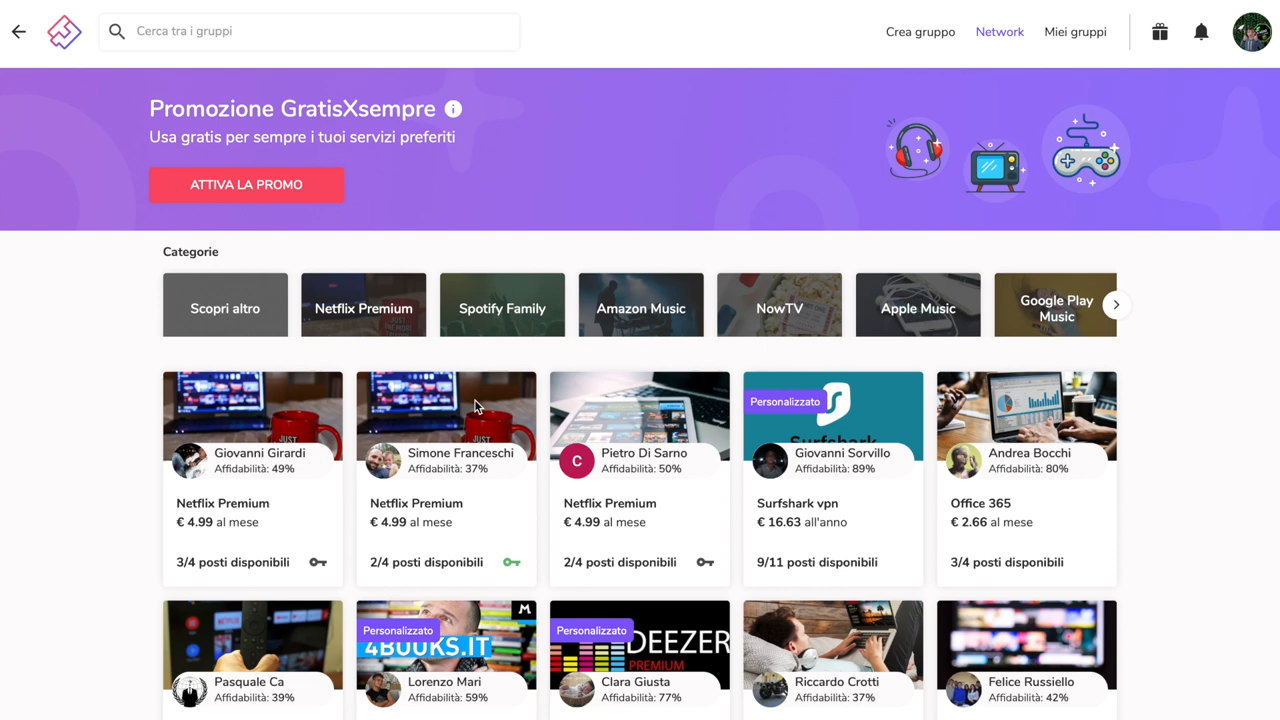 Cerca tra i gruppi
Crea gruppo
Network
Miei gruppi
Promozione GratisXsempre
Usa gratis per sempre i tuoi servizi preferiti
ATTIVA LA PROMO
Categorie
Scopri altro
Netflix Premium
Spotify Family
Amazon Music
NowTV
Apple Music
Google Play
Music
JUST
JUST
Personalizzato
Surfshark
Giovanni Girardi
Affidabilità: 49%
Simone Franceschi
Affidabilità: 37%
C
Pietro Di Sarno
Affidabilità: 50%
Giovanni Sorvillo
Affidabilità: 89%
Andrea Bocchi
Affidabilità: 80%
Netflix Premium
€ 4.99 al mese
3/4 posti disponibili
Netflix Premium
€ 4.99 al mese
2/4 posti disponibili
Netflix Premium
€ 4.99 al mese
2/4 posti disponibili
Surfshark vpn
€ 16.63 all'anno
9/11 posti disponibili
Office 365
€ 2.66 al mese
3/4 posti disponibili
Pasquale Ca
Affidabilità: 39%
M
Personalizzato
4BOOKS.IT
Lorenzo Mari
Affidabilità: 59%
Personalizzato
DEEZER
PREMIUM
Clara Giusta
Affidabilità: 77%
Riccardo Crotti
Affidabilità: 37%
Felice Russiello
Affidabilità: 42%